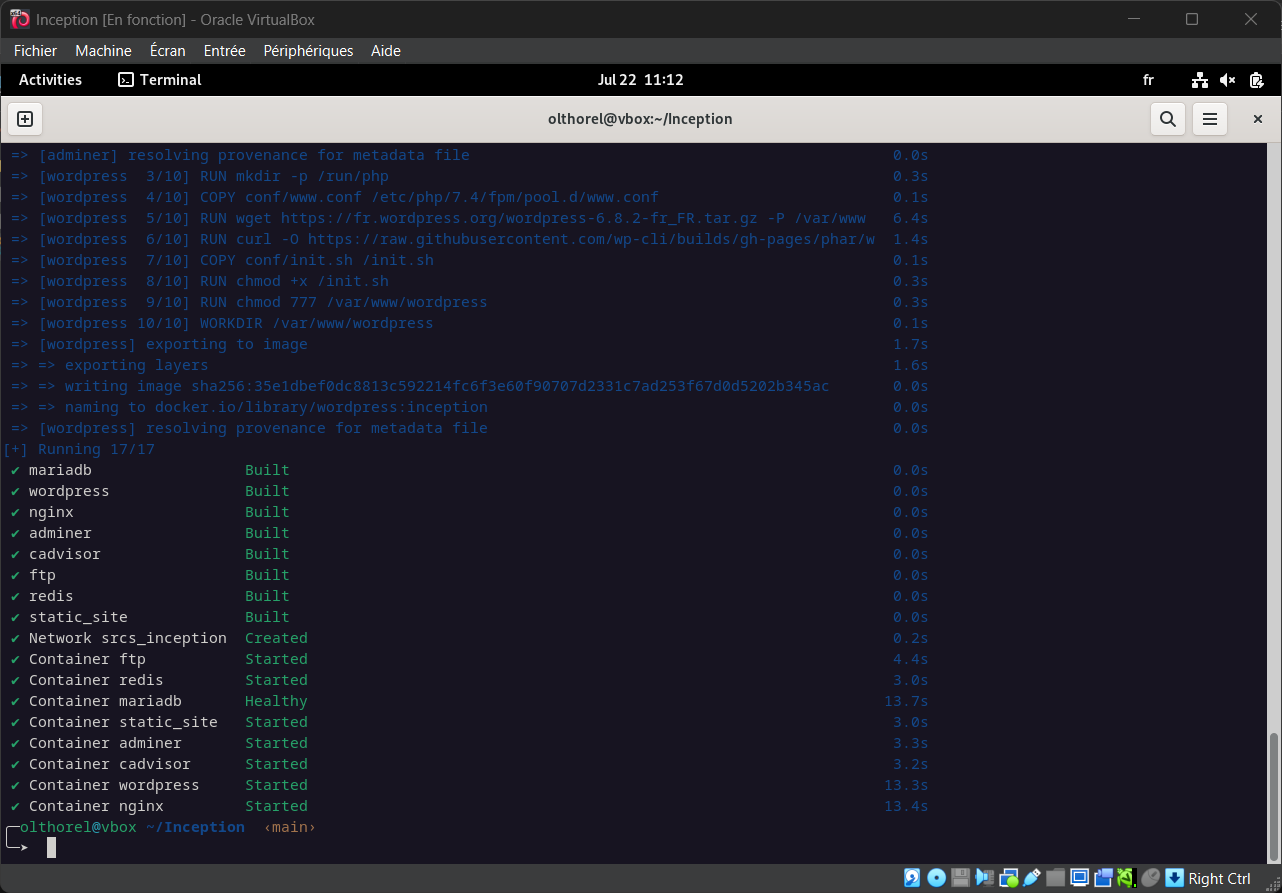 Inception [En fonction] - Oracle VirtualBox
Fichier Machine Écran Entrée Périphériques Aide
Activities Terminal Jul 22 11:12 fr
olthorel@vbox:~/Inception
=> [adminer] resolving provenance for metadata file 0.0s
=> [wordpress 3/10] RUN mkdir -p /run/php 0.3s
=> [wordpress 4/10] COPY conf/www.conf /etc/php/7.4/fpm/pool.d/www.conf 0.1s
=> [wordpress 5/10] RUN wget https://fr.wordpress.org/wordpress-6.8.2-fr_FR.tar.gz -P /var/www 6.4s
=> [wordpress 6/10] RUN curl -O https://raw.githubusercontent.com/wp-cli/builds/gh-pages/phar/w 1.4s
=> [wordpress 7/10] COPY conf/init.sh /init.sh 0.1s
=> [wordpress 8/10] RUN chmod +x /init.sh 0.3s
=> [wordpress 9/10] RUN chmod 777 /var/www/wordpress 0.3s
=> [wordpress 10/10] WORKDIR /var/www/wordpress 0.1s
=> [wordpress] exporting to image 1.7s
=> => exporting layers 1.6s
=> => writing image sha256:35e1dbef0dc8813c592214fc6f3e60f90707d2331c7ad253f67d0d5202b345ac 0.0s
=> => naming to docker.io/library/wordpress:inception 0.0s
=> [wordpress] resolving provenance for metadata file 0.0s
[+] Running 17/17
✔ mariadb Built 0.0s
✔ wordpress Built 0.0s
✔ nginx Built 0.0s
✔ adminer Built 0.0s
✔ cadvisor Built 0.0s
✔ ftp Built 0.0s
✔ redis Built 0.0s
✔ static_site Built 0.0s
✔ Network srcs_inception Created 0.2s
✔ Container ftp Started 4.4s
✔ Container redis Started 3.0s
✔ Container mariadb Healthy 13.7s
✔ Container static_site Started 3.0s
✔ Container adminer Started 3.3s
✔ Container cadvisor Started 3.2s
✔ Container wordpress Started 13.3s
✔ Container nginx Started 13.4s
╭─olthorel@vbox ~/Inception ‹main›
╰─➤
Right Ctrl